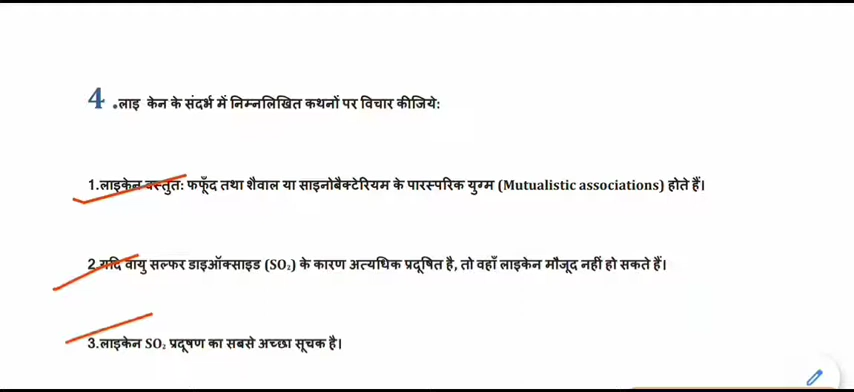 4 .लाइ केन के संदर्भ में निम्नलिखित कथनों पर विचार कीजिये:
1.लाइकेन वस्तुतः फफूँद तथा शैवाल या साइनोबैक्टेरियम के पारस्परिक युग्म (Mutualistic associations) होते हैं।
2.यदि वायु सल्फर डाइऑक्साइड (SO₂) के कारण अत्यधिक प्रदूषित है, तो वहाँ लाइकेन मौजूद नहीं हो सकते हैं।
3.लाइकेन SO₂ प्रदूषण का सबसे अच्छा सूचक है।